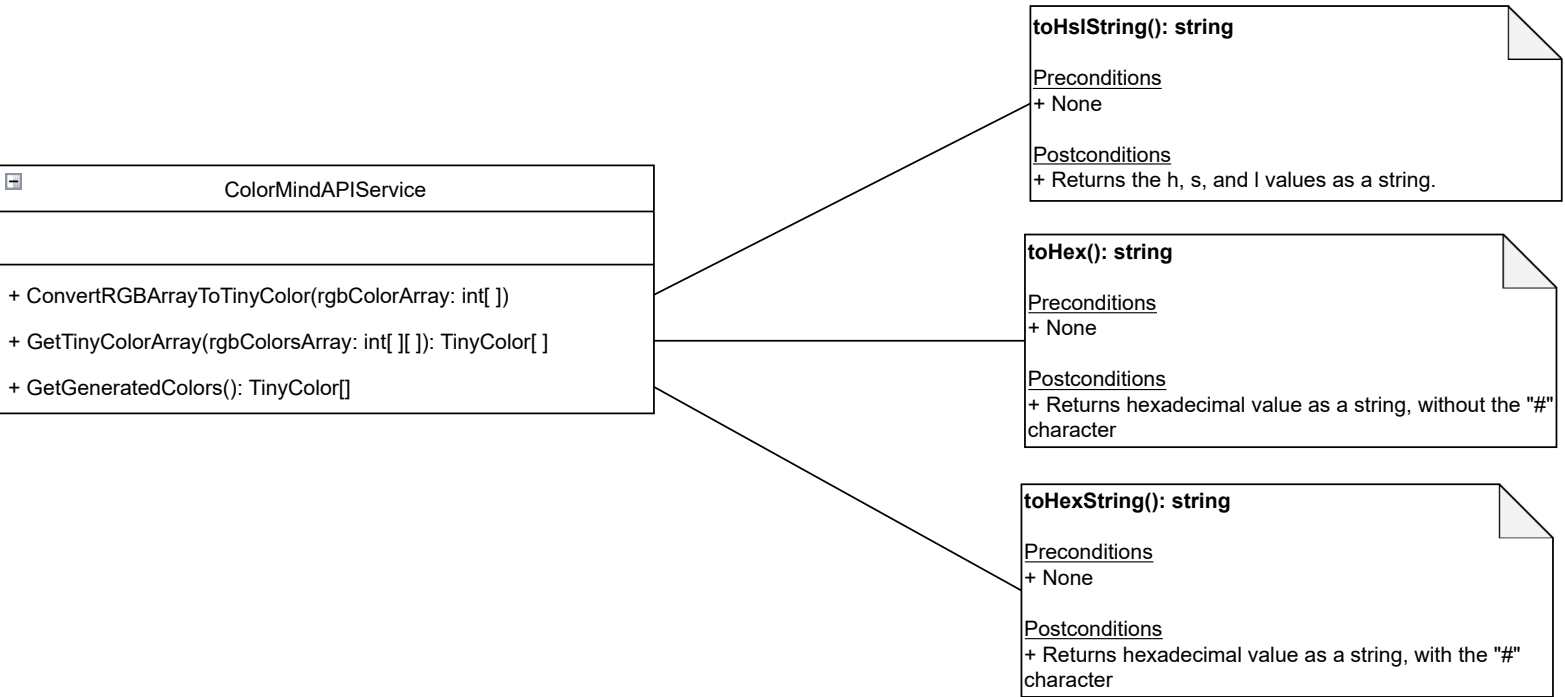 ColorMindAPIService
+ ConvertRGBArrayToTinyColor(rgbColorArray: int[ ])
+ GetTinyColorArray(rgbColorsArray: int[ ][ ]): TinyColor[ ]
+ GetGeneratedColors(): TinyColor[]
toHslString(): string
Preconditions
+ None
Postconditions
+ Returns the h, s, and l values as a string.
toHex(): string
Preconditions
+ None
Postconditions
+ Returns hexadecimal value as a string, without the "#"
character
toHexString(): string
Preconditions
+ None
Postconditions
+ Returns hexadecimal value as a string, with the "#"
character